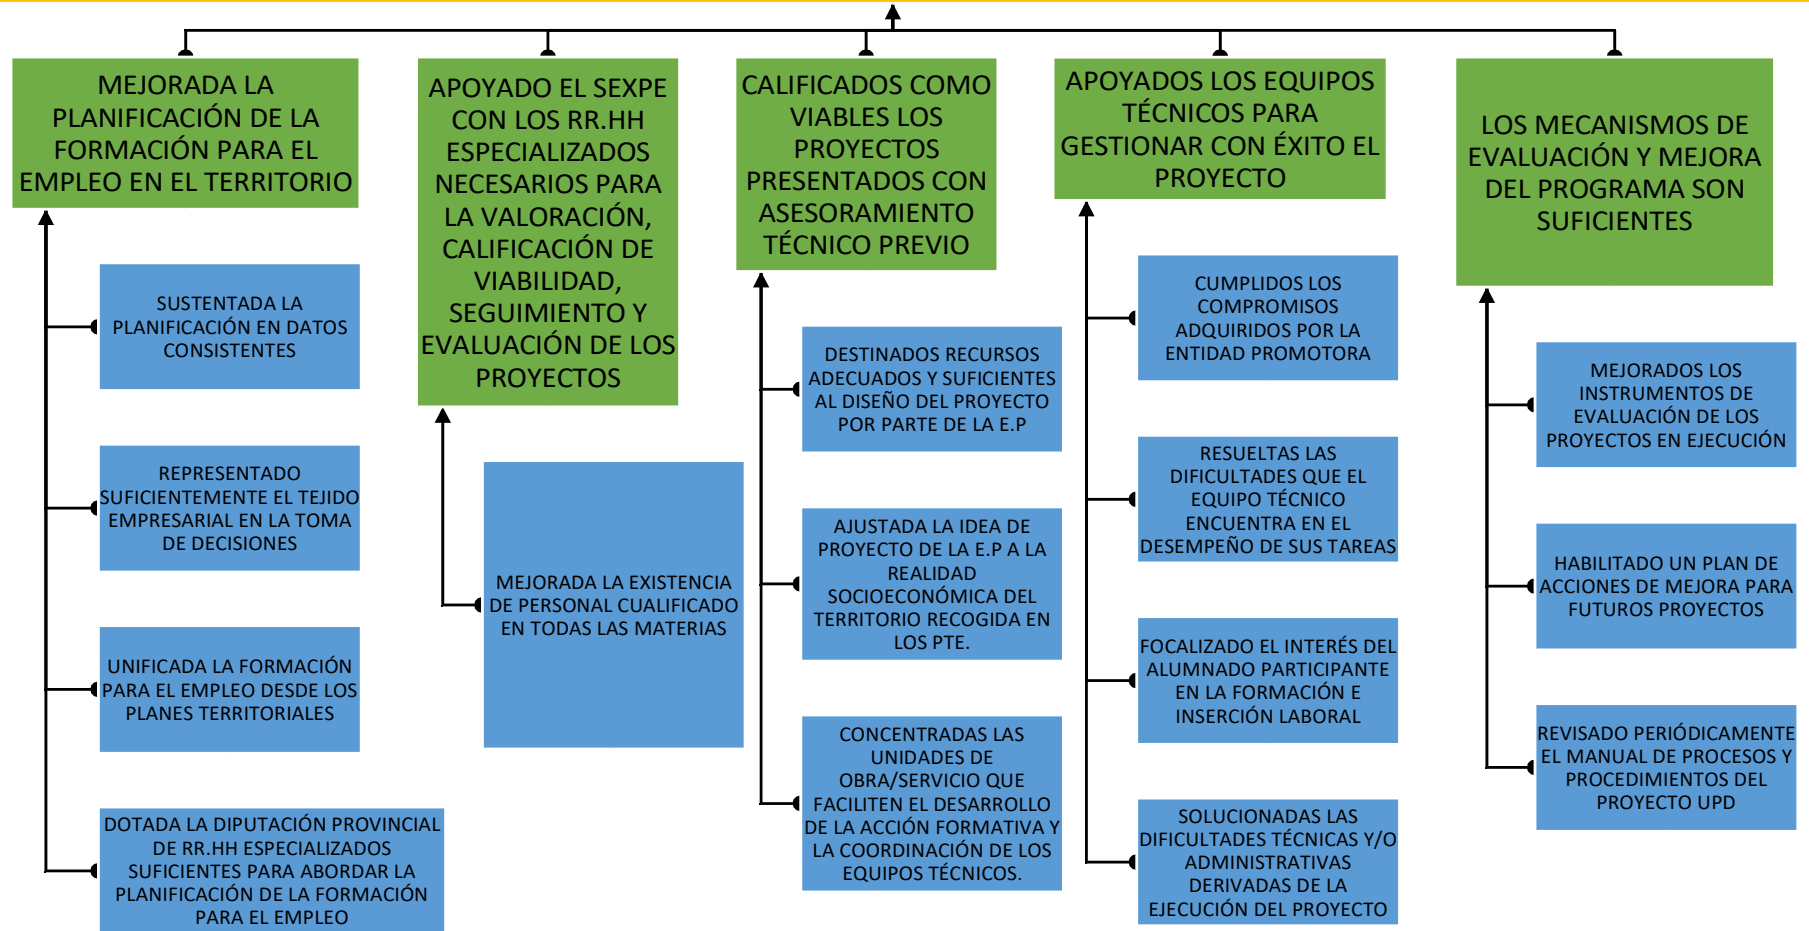 MEJORADA LA
PLANIFICACIÓN DE LA
FORMACIÓN PARA EL
EMPLEO EN EL TERRITORIO
SUSTENTADA LA
PLANIFICACIÓN EN DATOS
CONSISTENTES
REPRESENTADO
SUFICIENTEMENTE EL TEJIDO
EMPRESARIAL EN LA TOMA
DE DECISIONES
UNIFICADA LA FORMACIÓN
PARA EL EMPLEO DESDE LOS
PLANES TERRITORIALES
DOTADA LA DIPUTACIÓN PROVINCIAL
DE RR.HH ESPECIALIZADOS
SUFICIENTES PARA ABORDAR LA
PLANIFICACIÓN DE LA FORMACIÓN
PARA EL EMPLEO
APOYADO EL SEXPE
CON LOS RR.HH
ESPECIALIZADOS
NECESARIOS PARA
LA VALORACIÓN,
CALIFICACIÓN DE
VIABILIDAD,
SEGUIMIENTO Y
EVALUACIÓN DE LOS
PROYECTOS
MEJORADA LA EXISTENCIA
DE PERSONAL CUALIFICADO
EN TODAS LAS MATERIAS
CALIFICADOS COMO
VIABLES LOS
PROYECTOS
PRESENTADOS CON
ASESORAMIENTO
TÉCNICO PREVIO
DESTINADOS RECURSOS
ADECUADOS Y SUFICIENTES
AL DISEÑO DEL PROYECTO
POR PARTE DE LA E.P
AJUSTADA LA IDEA DE
PROYECTO DE LA E.P A LA
REALIDAD
SOCIOECONÓMICA DEL
TERRITORIO RECOGIDA EN
LOS PTE.
CONCENTRADAS LAS
UNIDADES DE
OBRA/SERVICIO QUE
FACILITEN EL DESARROLLO
DE LA ACCIÓN FORMATIVA Y
LA COORDINACIÓN DE LOS
EQUIPOS TÉCNICOS.
APOYADOS LOS EQUIPOS
TÉCNICOS PARA
GESTIONAR CON ÉXITO EL
PROYECTO
CUMPLIDOS LOS
COMPROMISOS
ADQUIRIDOS POR LA
ENTIDAD PROMOTORA
RESUELTAS LAS
DIFICULTADES QUE EL
EQUIPO TÉCNICO
ENCUENTRA EN EL
DESEMPEÑO DE SUS TAREAS
FOCALIZADO EL INTERÉS DEL
ALUMNADO PARTICIPANTE
EN LA FORMACIÓN E
INSERCIÓN LABORAL
SOLUCIONADAS LAS
DIFICULTADES TÉCNICAS Y/O
ADMINISTRATIVAS
DERIVADAS DE LA
EJECUCIÓN DEL PROYECTO
LOS MECANISMOS DE
EVALUACIÓN Y MEJORA
DEL PROGRAMA SON
SUFICIENTES
MEJORADOS LOS
INSTRUMENTOS DE
EVALUACIÓN DE LOS
PROYECTOS EN EJECUCIÓN
HABILITADO UN PLAN DE
ACCIONES DE MEJORA PARA
FUTUROS PROYECTOS
REVISADO PERIÓDICAMENTE
EL MANUAL DE PROCESOS Y
PROCEDIMIENTOS DEL
PROYECTO UPD